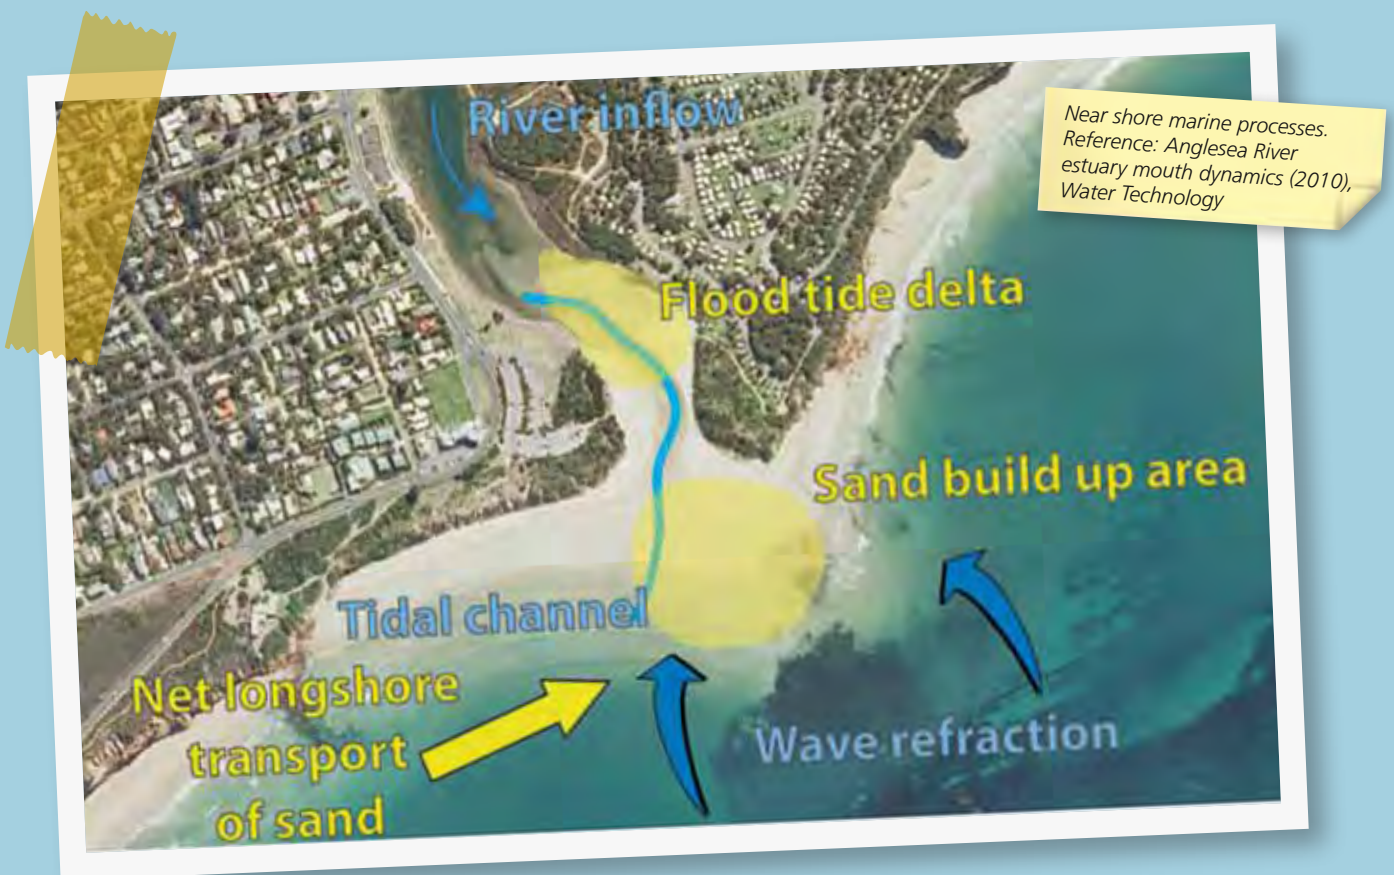 River inflow
Near shore marine processes.
Reference: Anglesea River
estuary mouth dynamics (2010),
Water Technology
Flood tide delta
Sand build up area
Tidal channel
Net longshore
transport
of sand
Wave refraction